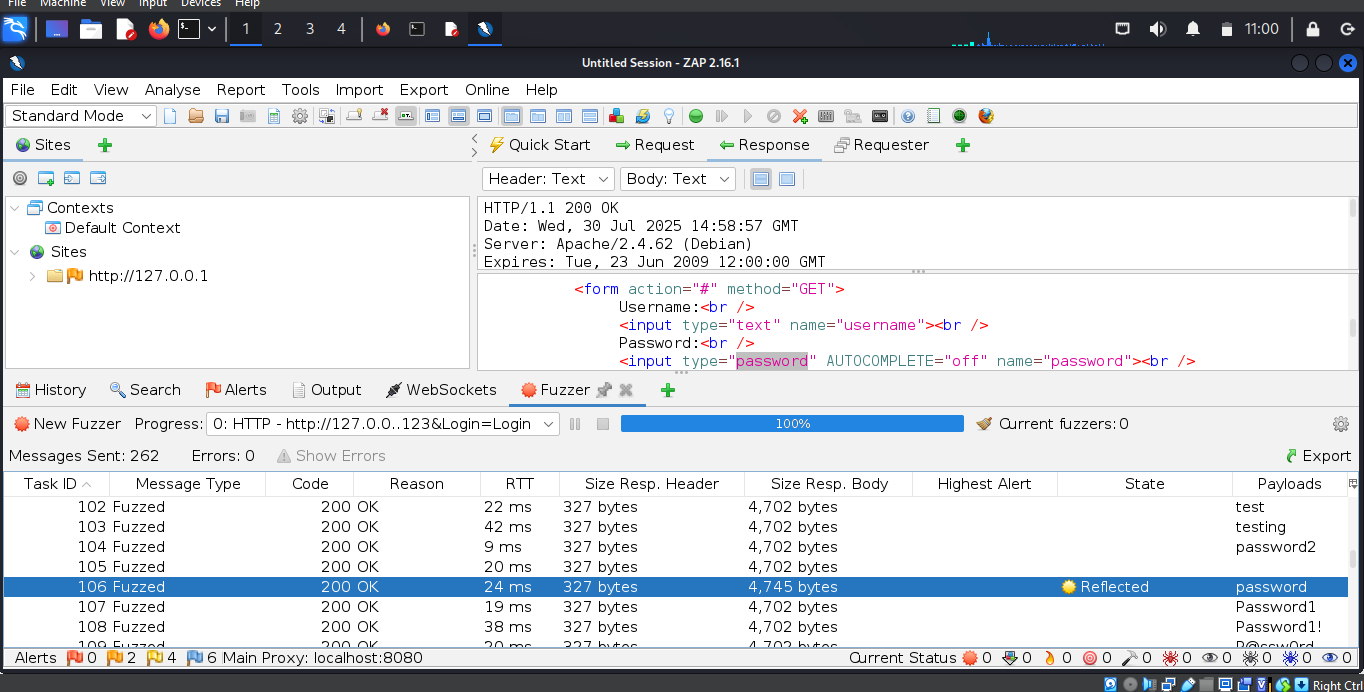 File Machine View Input Devices Help
1 2 3 4 11:00
Untitled Session - ZAP 2.16.1
File Edit View Analyse Report Tools Import Export Online Help
Standard Mode
Sites
Quick Start Request Response Requester
Header: Text Body: Text
Contexts
Default Context
Sites
http://127.0.0.1
HTTP/1.1 200 OK
Date: Wed, 30 Jul 2025 14:58:57 GMT
Server: Apache/2.4.62 (Debian)
Expires: Tue, 23 Jun 2009 12:00:00 GMT
<form action="#" method="GET">
Username:<br />
<input type="text" name="username"><br />
Password:<br />
<input type="password" AUTOCOMPLETE="off" name="password"><br />
History Search Alerts Output WebSockets Fuzzer
New Fuzzer Progress: 0: HTTP - http://127.0.0..123&Login=Login 100% Current fuzzers: 0
Messages Sent: 262 Errors: 0 Show Errors Export
Task ID Message Type Code Reason RTT Size Resp. Header Size Resp. Body Highest Alert State Payloads
102 Fuzzed 200 OK 22 ms 327 bytes 4,702 bytes test
103 Fuzzed 200 OK 42 ms 327 bytes 4,702 bytes testing
104 Fuzzed 200 OK 9 ms 327 bytes 4,702 bytes password2
105 Fuzzed 200 OK 20 ms 327 bytes 4,702 bytes
106 Fuzzed 200 OK 24 ms 327 bytes 4,745 bytes Reflected password
107 Fuzzed 200 OK 19 ms 327 bytes 4,702 bytes Password1
108 Fuzzed 200 OK 38 ms 327 bytes 4,702 bytes Password1!
109 Fuzzed 200 OK 20 ms 327 bytes 4,702 bytes P@ssw0rd
Alerts 0 2 4 6 Main Proxy: localhost:8080 Current Status 0 0 0 0 0 0 0 0 0 0
Right Ctrl